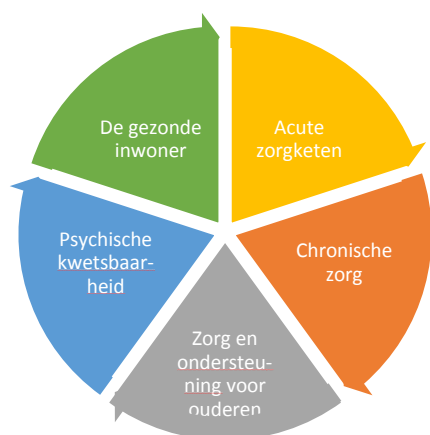 De gezonde
inwoner
Acute
zorgketen
Chronische
zorg
Zorg en
ondersteu-
ning voor
ouderen
Psychische
kwetsbaar-
heid